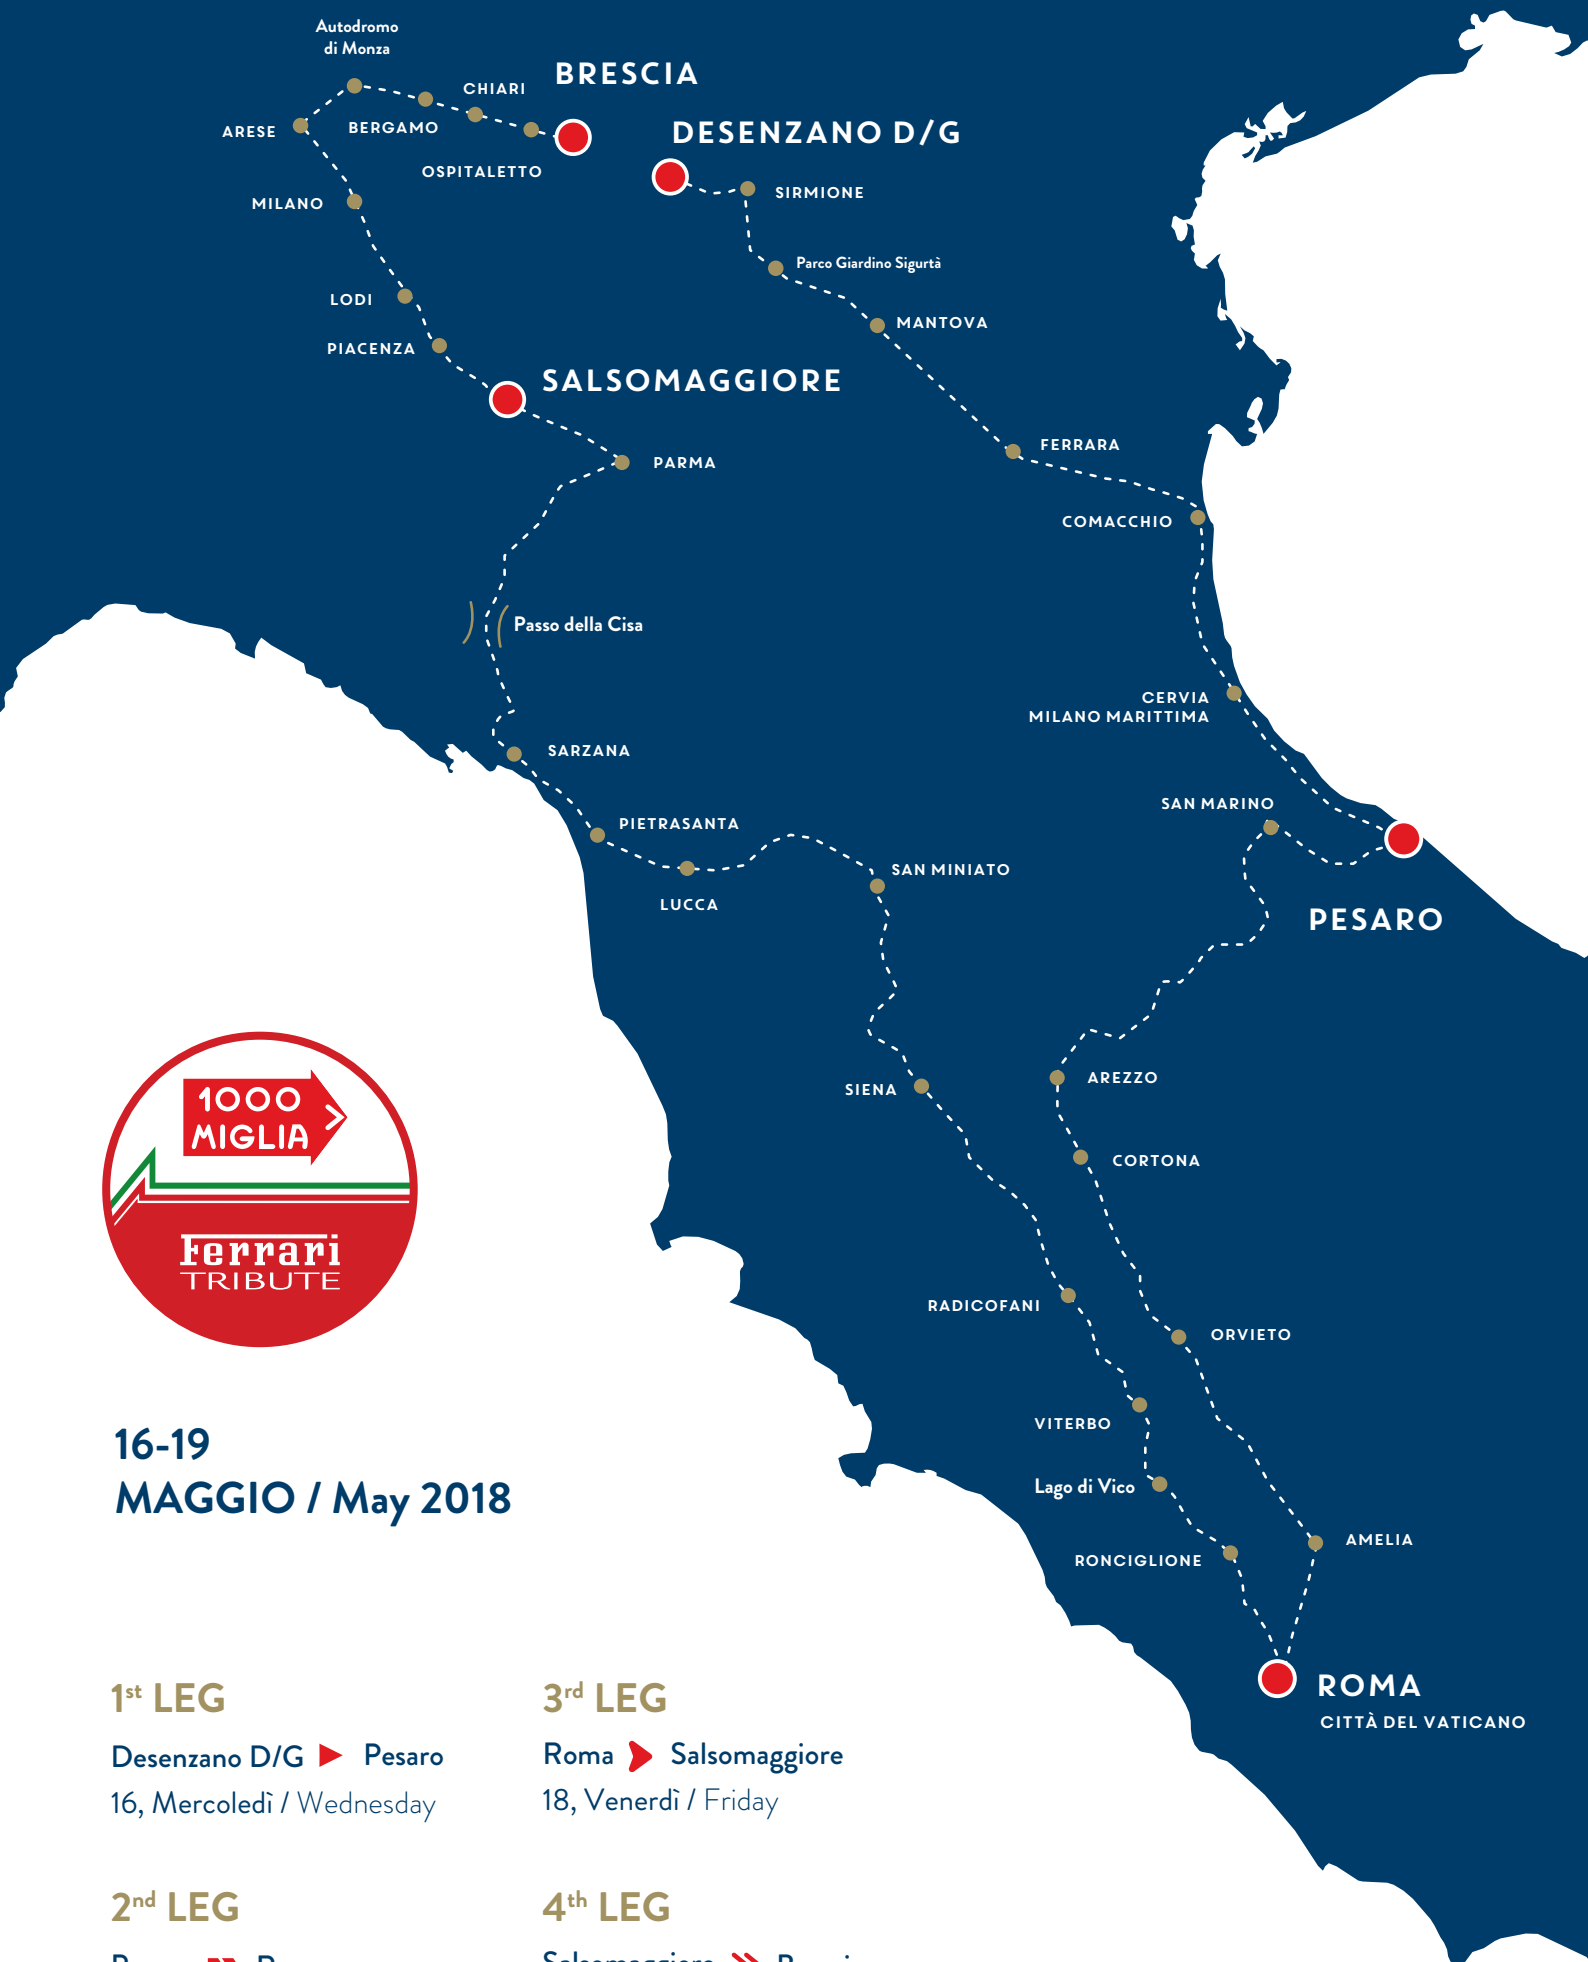 Autodromo
di Monza
BRESCIA
CHIARI
ARESE
BERGAMO
DESENZANO D/G
OSPITALETTO
SIRMIONE
MILANO
Parco Giardino Sigurtà
LODI
MANTOVA
PIACENZA
SALSOMAGGIORE
FERRARA
PARMA
COMACCHIO
Passo della Cisa
CERVIA
MILANO MARITTIMA
SARZANA
SAN MARINO
PIETRASANTA
SAN MINIATO
LUCCA
PESARO
AREZZO
SIENA
1000
MIGLIA
CORTONA
Ferrari
TRIBUTE
RADICOFANI
ORVIETO
VITERBO
16-19
MAGGIO / May 2018
Lago di Vico
RONCIGLIONE
AMELIA
ROMA
CITTÀ DEL VATICANO
1st LEG
Desenzano D/G Pesaro
16, Mercoledì / Wednesday
3rd LEG
Roma Salsomaggiore
18, Venerdì / Friday
2nd LEG
4th LEG
Salsomaggiore